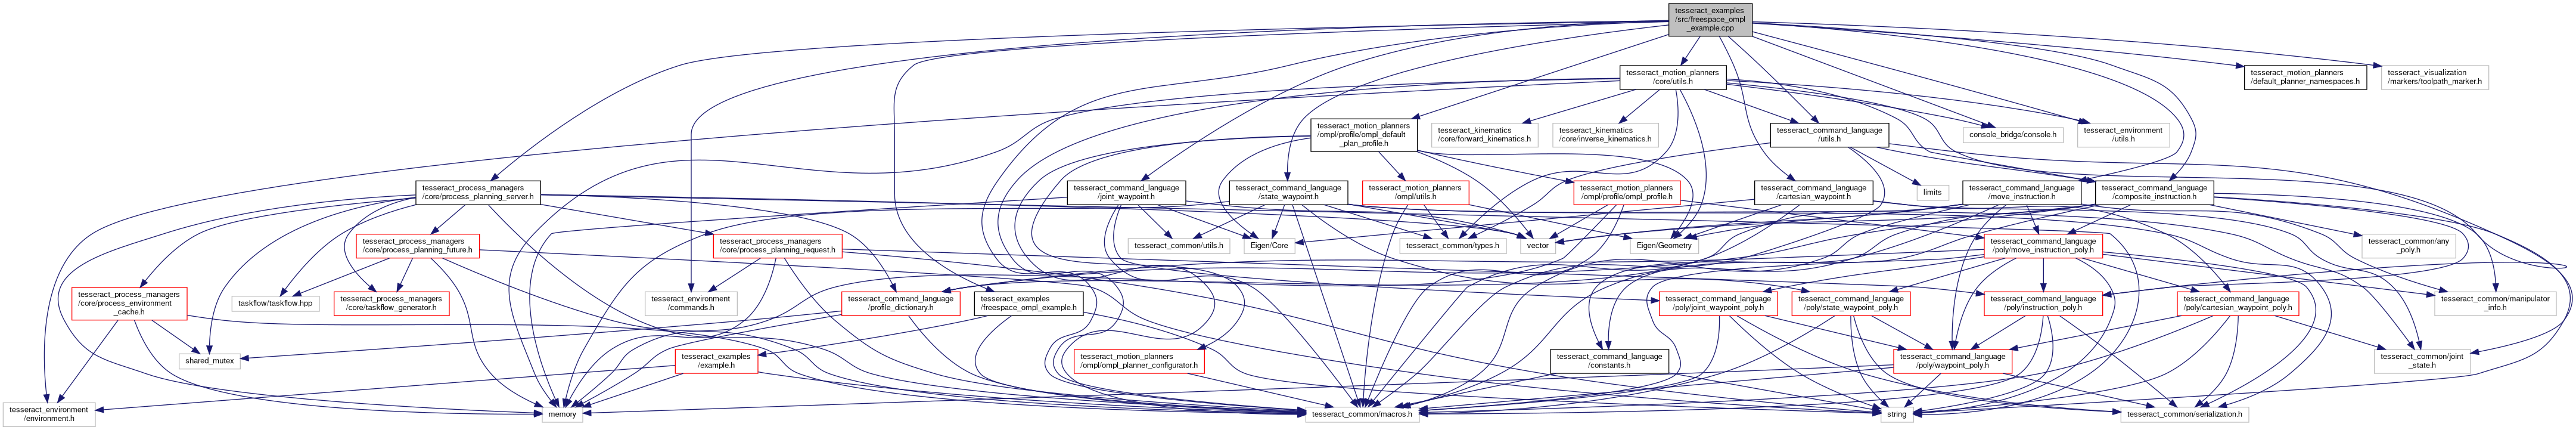 tesseract_examples
/src/freespace_ompl
_example.cpp
tesseract_motion_planners
/core/utils.h
tesseract_motion_planners
/default_planner_namespaces.h
tesseract_visualization
/markers/toolpath_marker.h
tesseract_motion_planners
/ompl/profile/ompl_default
_plan_profile.h
tesseract_kinematics
/core/forward_kinematics.h
tesseract_kinematics
/core/inverse_kinematics.h
tesseract_command_language
/utils.h
console_bridge/console.h
tesseract_environment
/utils.h
tesseract_process_managers
/core/process_planning_server.h
tesseract_command_language
/joint_waypoint.h
tesseract_command_language
/state_waypoint.h
tesseract_motion_planners
/ompl/utils.h
tesseract_motion_planners
/ompl/profile/ompl_profile.h
tesseract_command_language
/cartesian_waypoint.h
limits
tesseract_command_language
/move_instruction.h
tesseract_command_language
/composite_instruction.h
tesseract_process_managers
/core/process_planning_future.h
tesseract_process_managers
/core/process_planning_request.h
tesseract_common/utils.h
Eigen/Core
tesseract_common/types.h
vector
Eigen/Geometry
tesseract_command_language
/poly/move_instruction_poly.h
tesseract_common/any
_poly.h
tesseract_process_managers
/core/process_environment
_cache.h
taskflow/taskflow.hpp
tesseract_process_managers
/core/taskflow_generator.h
tesseract_environment
/commands.h
tesseract_command_language
/profile_dictionary.h
tesseract_examples
/freespace_ompl_example.h
tesseract_command_language
/poly/joint_waypoint_poly.h
tesseract_command_language
/poly/state_waypoint_poly.h
tesseract_command_language
/poly/instruction_poly.h
tesseract_command_language
/poly/cartesian_waypoint_poly.h
tesseract_common/manipulator
_info.h
shared_mutex
tesseract_examples
/example.h
tesseract_motion_planners
/ompl/ompl_planner_configurator.h
tesseract_command_language
/constants.h
tesseract_command_language
/poly/waypoint_poly.h
tesseract_common/joint
_state.h
tesseract_environment
/environment.h
memory
tesseract_common/macros.h
string
tesseract_common/serialization.h